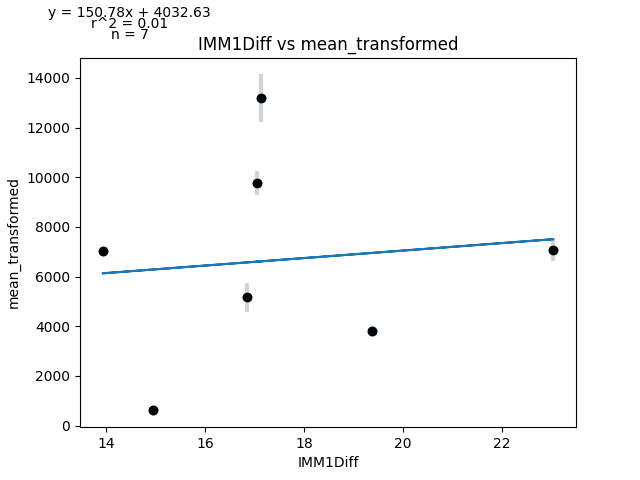 y = 150.78x + 4032.63
r^2 = 0.01
n = 7
IMM1Diff vs mean_transformed
14000
12000
10000
8000
6000
4000
2000
0
mean_transformed
14 16 18 20 22
IMM1Diff